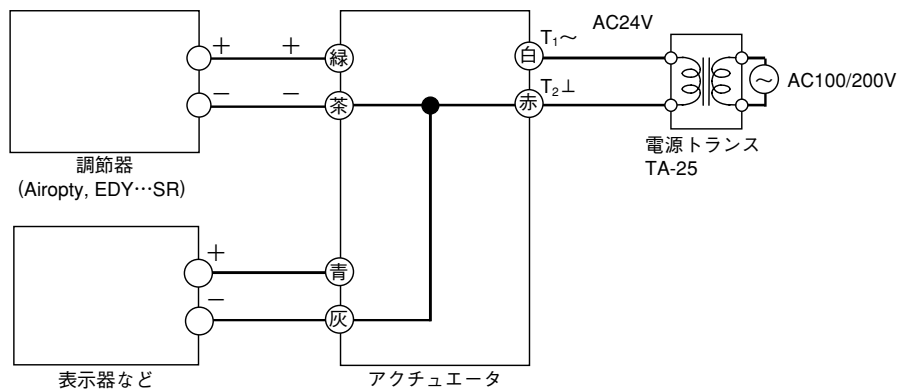 AC24V
T₁～
AC100/200V
T₂⊥
＋ ＋ 緑 白
－ － 茶 赤
～
調節器
(Airopty, EDY…SR)
電源トランス
TA-25
＋ 青
－ 灰
表示器など
アクチュエータ